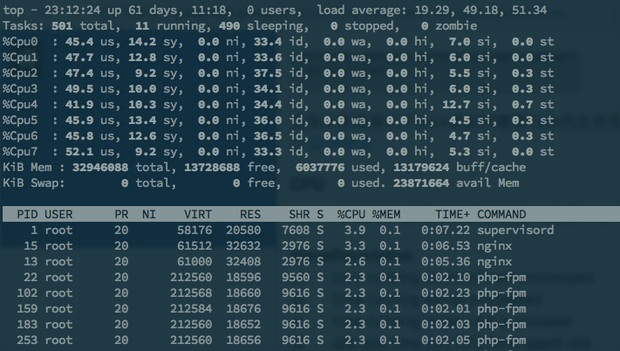 top - 23:12:24 up 61 days, 11:18,  0 users,  load average: 19.29, 49.18, 51.34
Tasks: 501 total,  11 running, 490 sleeping,   0 stopped,   0 zombie
%Cpu0  : 45.4 us, 14.2 sy,  0.0 ni, 33.4 id,  0.0 wa,  0.0 hi,  7.0 si,  0.0 st
%Cpu1  : 47.7 us, 12.8 sy,  0.0 ni, 33.6 id,  0.0 wa,  0.0 hi,  6.0 si,  0.0 st
%Cpu2  : 47.4 us,  9.2 sy,  0.0 ni, 37.5 id,  0.0 wa,  0.0 hi,  5.5 si,  0.3 st
%Cpu3  : 49.5 us, 10.0 sy,  0.0 ni, 34.1 id,  0.0 wa,  0.0 hi,  6.0 si,  0.3 st
%Cpu4  : 41.9 us, 10.3 sy,  0.0 ni, 34.4 id,  0.0 wa,  0.0 hi, 12.7 si,  0.7 st
%Cpu5  : 45.9 us, 13.4 sy,  0.0 ni, 36.0 id,  0.0 wa,  0.0 hi,  4.5 si,  0.3 st
%Cpu6  : 45.8 us, 12.6 sy,  0.0 ni, 36.5 id,  0.0 wa,  0.0 hi,  4.7 si,  0.3 st
%Cpu7  : 52.1 us,  9.2 sy,  0.0 ni, 33.3 id,  0.0 wa,  0.0 hi,  5.3 si,  0.0 st
KiB Mem : 32946088 total, 13728688 free,  6037776 used, 13179624 buff/cache
KiB Swap:        0 total,        0 free,        0 used. 23871664 avail Mem
PID USER      PR  NI    VIRT    RES    SHR S  %CPU %MEM     TIME+ COMMAND
1 root      20       58176  20580   7608 S   3.9  0.1   0:07.22 supervisord
15 root      20       61512  32632   2976 S   3.3  0.1   0:06.53 nginx
13 root      20       61000  32408   2976 S   2.6  0.1   0:05.36 nginx
22 root      20      212560  18596   9560 S   2.3  0.1   0:02.10 php-fpm
102 root      20      212568  18660   9616 S   2.3  0.1   0:02.23 php-fpm
159 root      20      212584  18676   9616 S   2.3  0.1   0:02.01 php-fpm
183 root      20      212560  18652   9616 S   2.3  0.1   0:02.03 php-fpm
253 root      20      212560  18656   9616 S   2.3  0.1   0:02.05 php-fpm